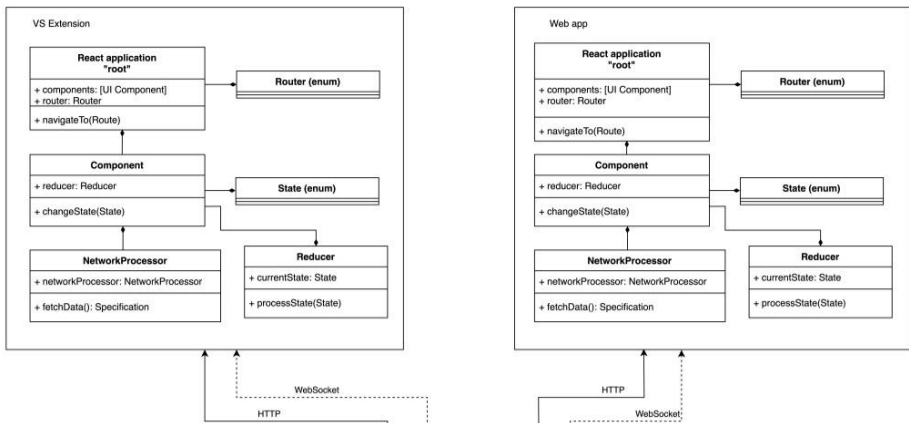 VS Extension
React application
"root"
+ components: [UI Component]
+ router: Router
+ navigateTo(Route)
Router (enum)
Component
+ reducer: Reducer
+ changeState(State)
State (enum)
NetworkProcessor
+ networkProcessor: NetworkProcessor
+ fetchData(): Specification
Reducer
+ currentState: State
+ processState(State)
WebSocket
HTTP
Web app
React application
"root"
+ components: [UI Component]
+ router: Router
+ navigateTo(Route)
Router (enum)
Component
+ reducer: Reducer
+ changeState(State)
State (enum)
NetworkProcessor
+ networkProcessor: NetworkProcessor
+ fetchData(): Specification
Reducer
+ currentState: State
+ processState(State)
HTTP
WebSocket